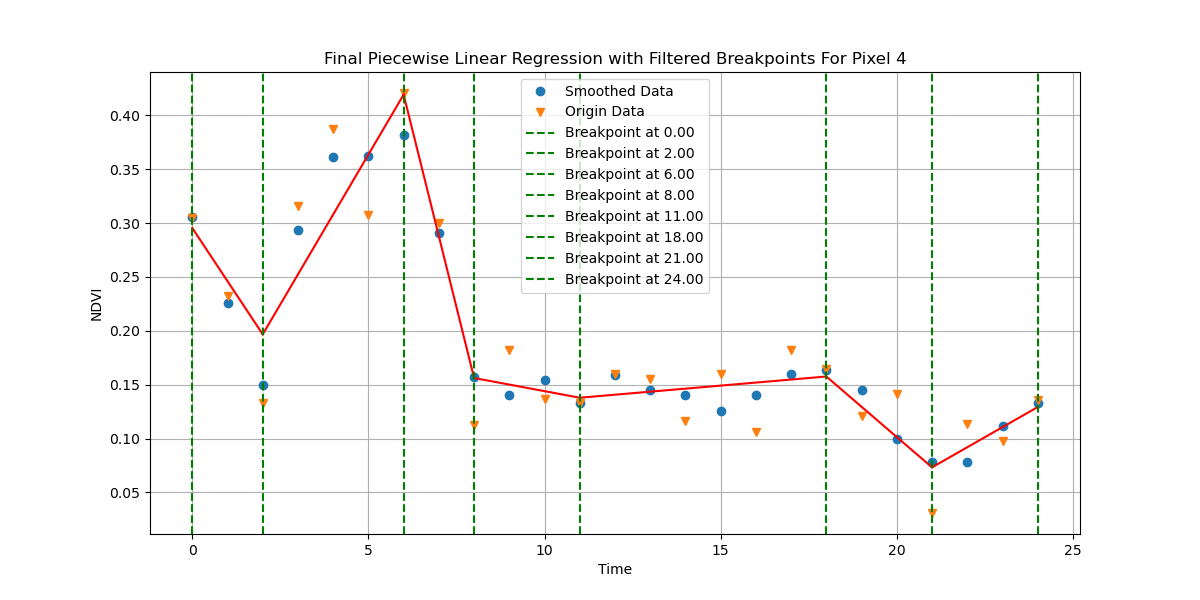 Final Piecewise Linear Regression with Filtered Breakpoints For Pixel 4
Smoothed Data
Origin Data
Breakpoint at 0.00
Breakpoint at 2.00
Breakpoint at 6.00
Breakpoint at 8.00
Breakpoint at 11.00
Breakpoint at 18.00
Breakpoint at 21.00
Breakpoint at 24.00
NDVI
0.40
0.35
0.30
0.25
0.20
0.15
0.10
0.05
0 5 10 15 20 25
Time